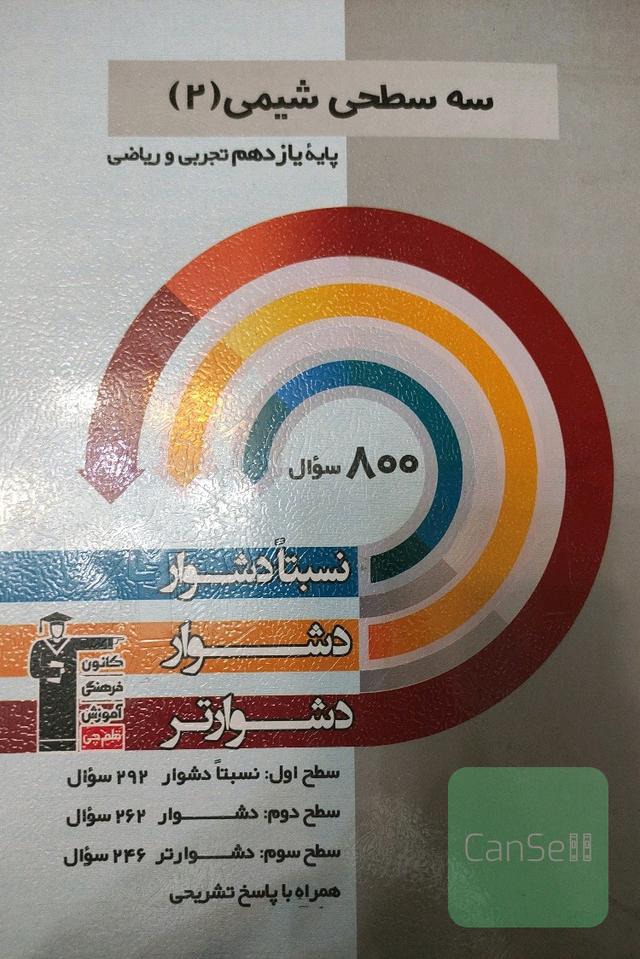 سه سطحی شیمی(۲)
پایهٔ یازدهم تجربی و ریاضی
۸۰۰ سؤال
نسبتاً دشوار
دشوار
دشوارتر
کانون
فرهنگی
آموزش
قلم‌چی
سطح اول: نسبتاً دشوار ۲۹۲ سؤال
سطح دوم: دشوار ۲۶۲ سؤال
سطح سوم: دشوارتر ۲۴۶ سؤال
همراه با پاسخ تشریحی
CanSell